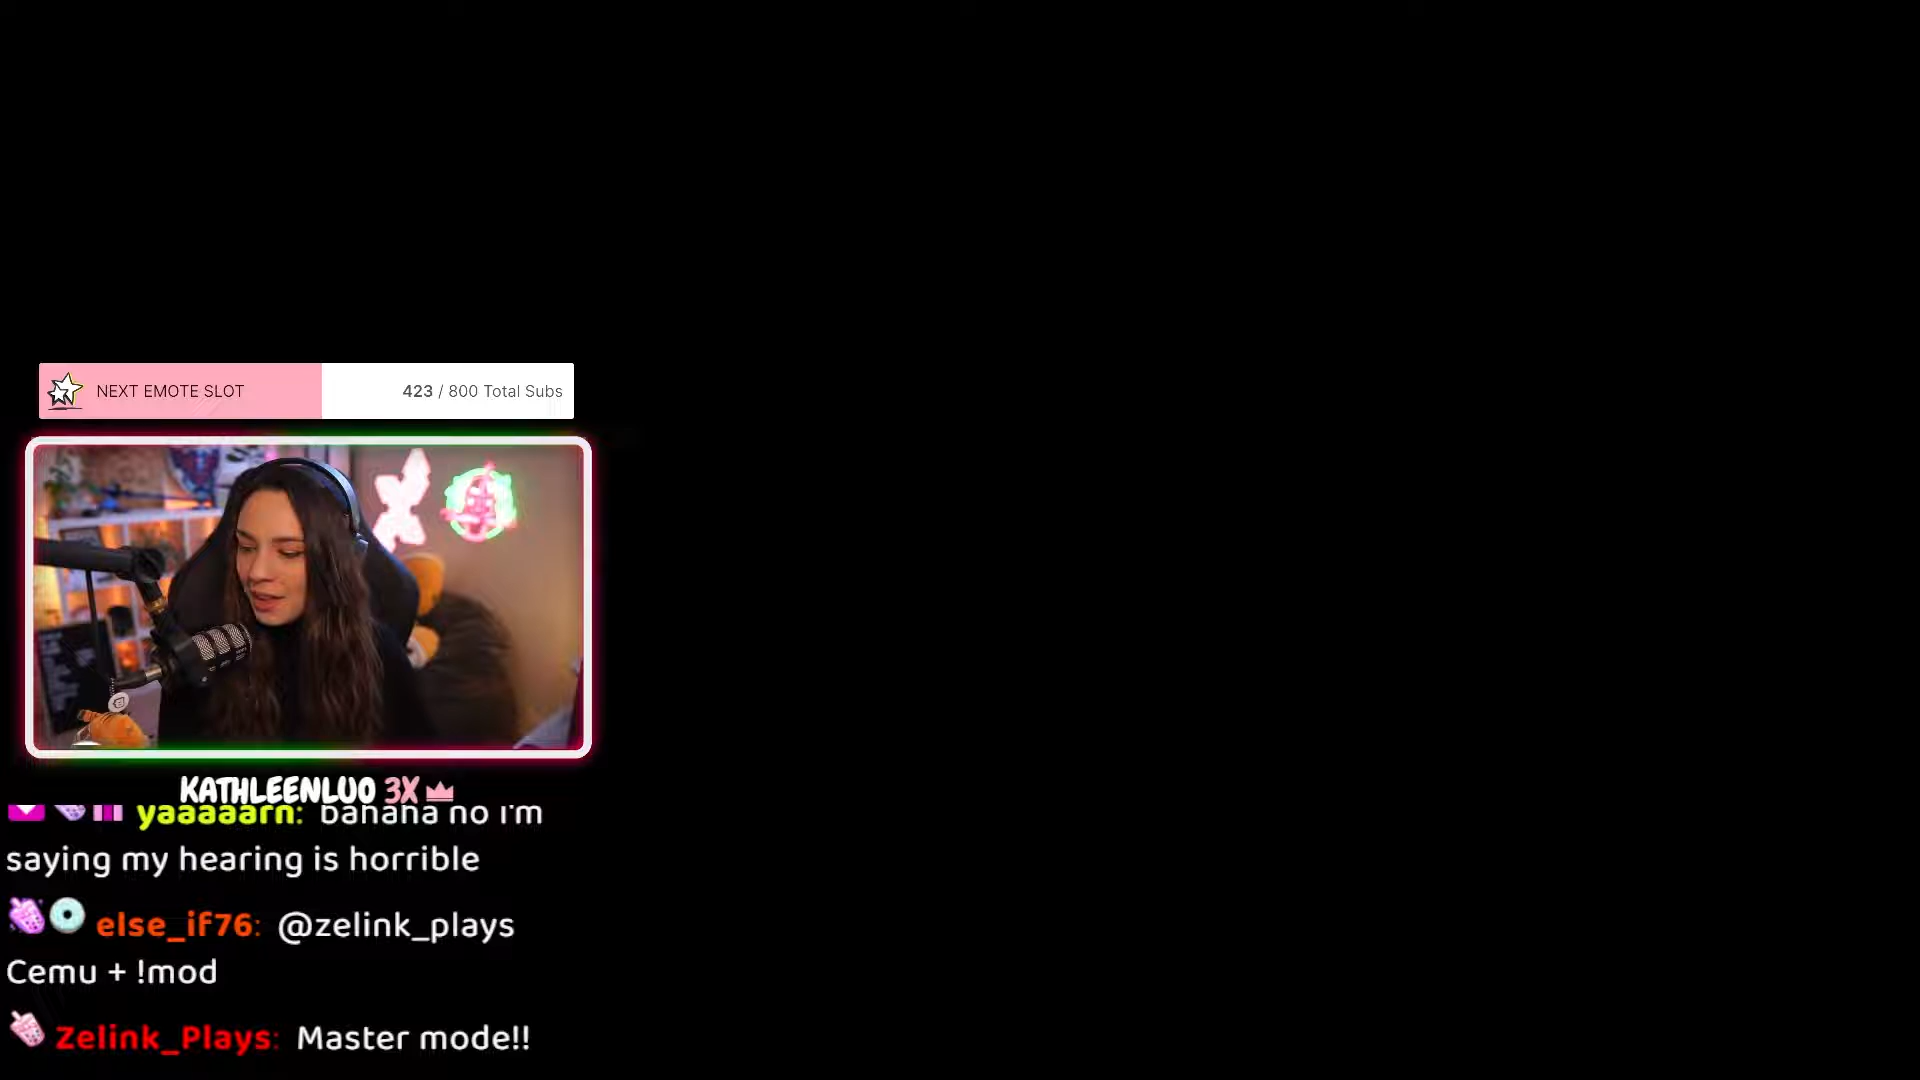 NEXT EMOTE SLOT 423 / 800 Total Subs
KATHLEENLUO 3X
yaaaaarn: banana no i'm
saying my hearing is horrible
else_if76: @zelink_plays
Cemu + !mod
Zelink_Plays: Master mode!!